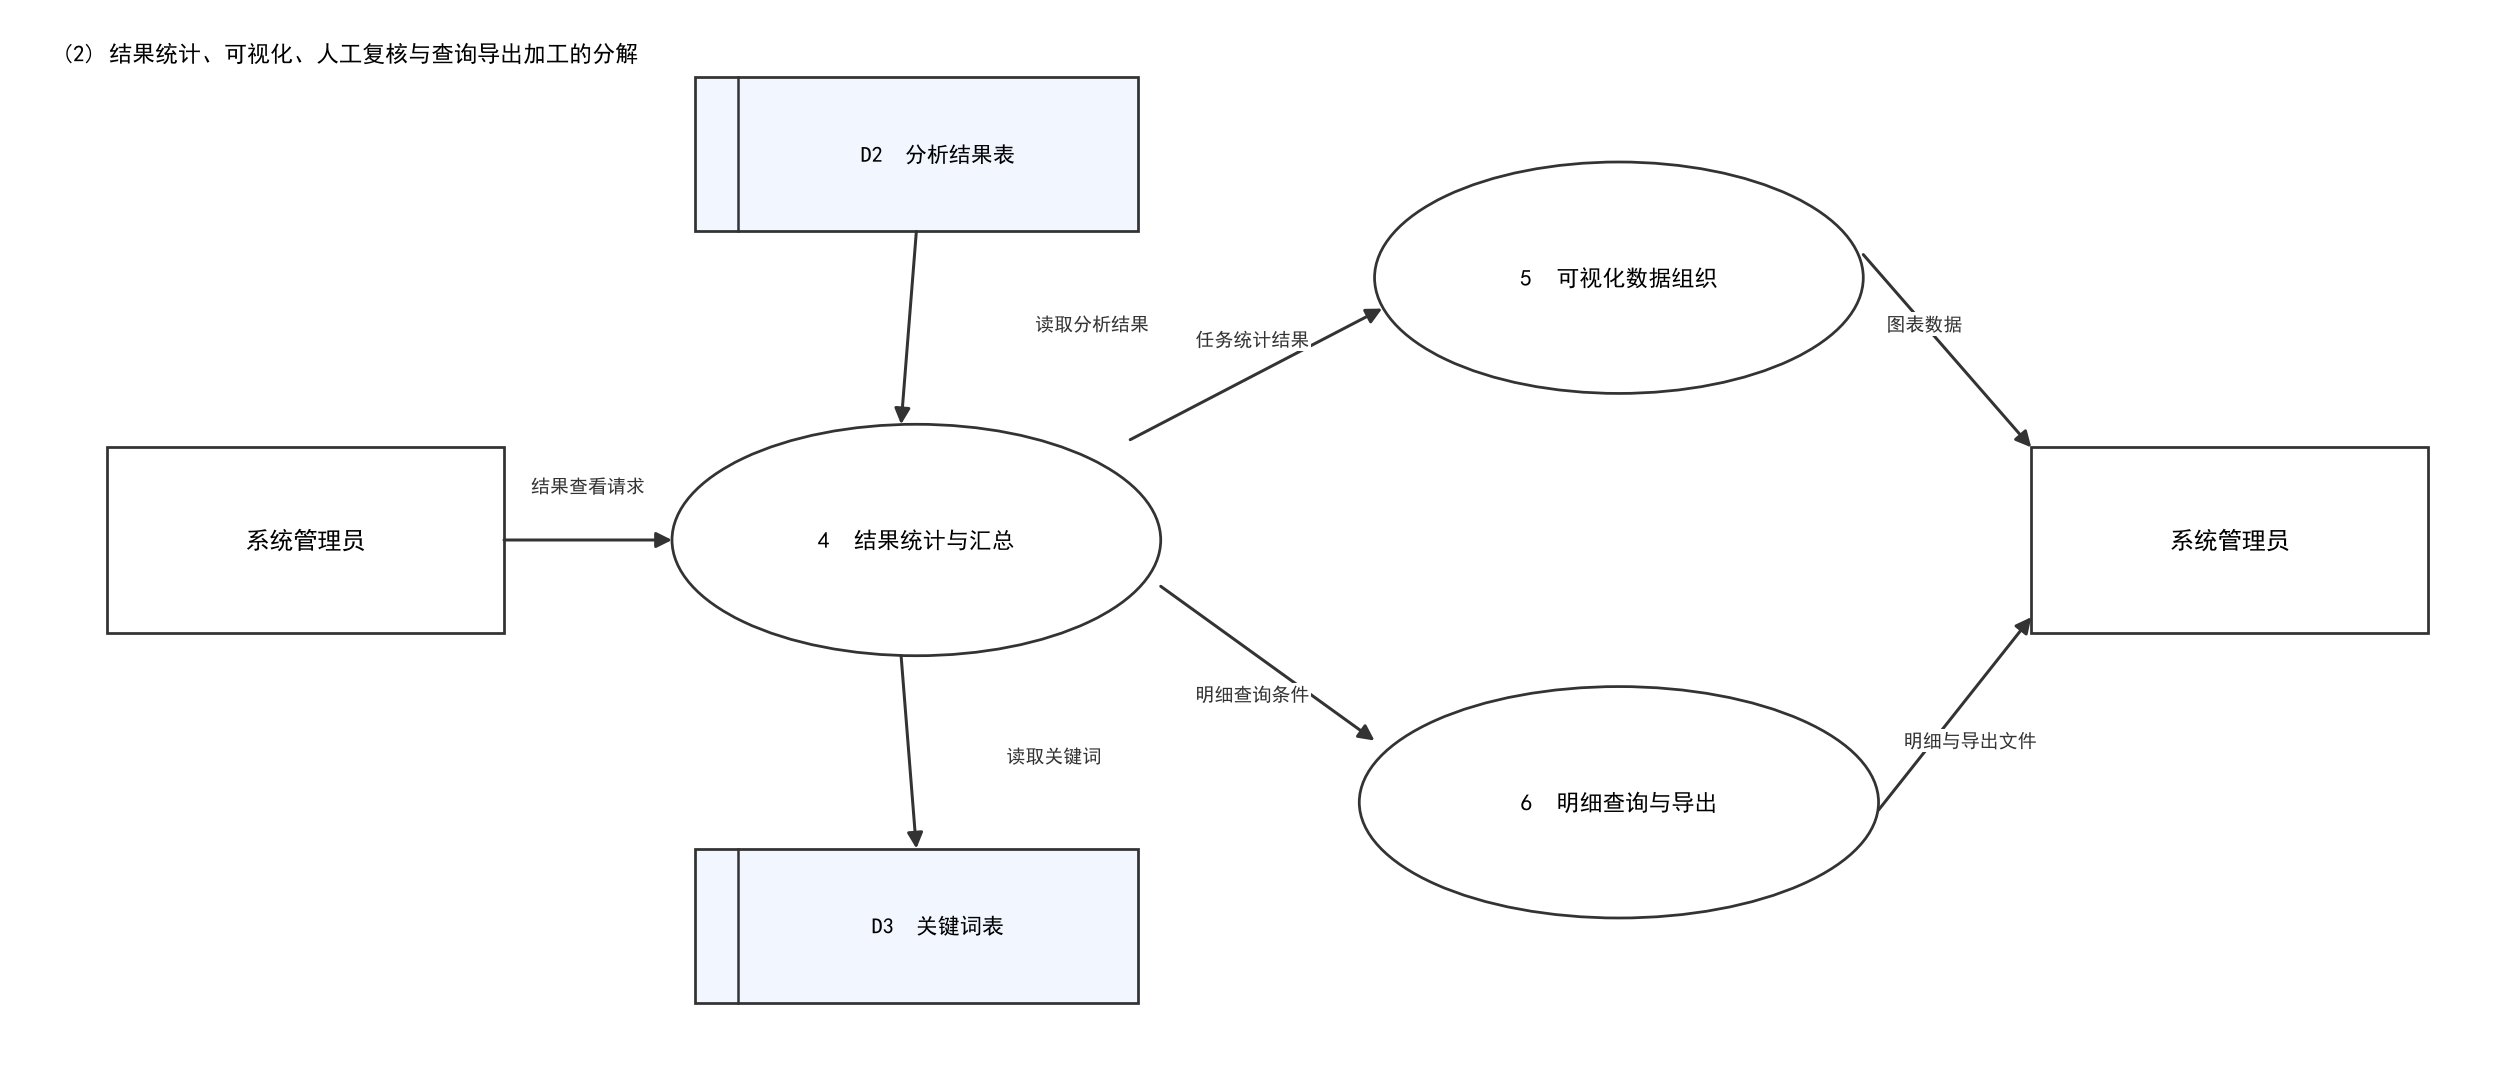 （2） 结果统计、可视化、人工复核与查询导出加工的分解
D2 分析结果表
5 可视化数据组织
读取分析结果
任务统计结果
图表数据
结果查看请求
系统管理员
4 结果统计与汇总
系统管理员
明细查询条件
读取关键词
明细与导出文件
6 明细查询与导出
D3 关键词表